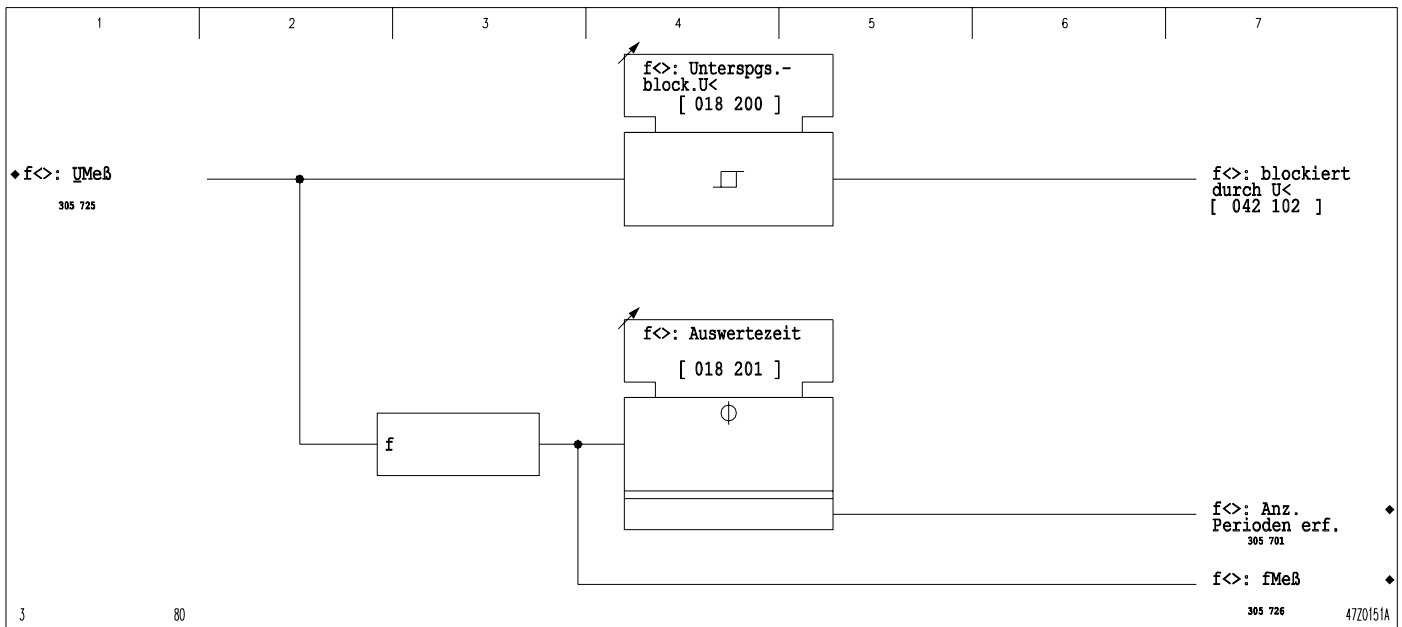 1 2 3 4 5 6 7
f<>: Unterspgs.-
block.U<
[ 018 200 ]
f<>: UMeß
305 725
f<>: blockiert
durch U<
[ 042 102 ]
f<>: Auswertezeit
[ 018 201 ]
f
f<>: Anz.
Perioden erf.
305 701
f<>: fMeß
305 726
3 80 47Z0151A